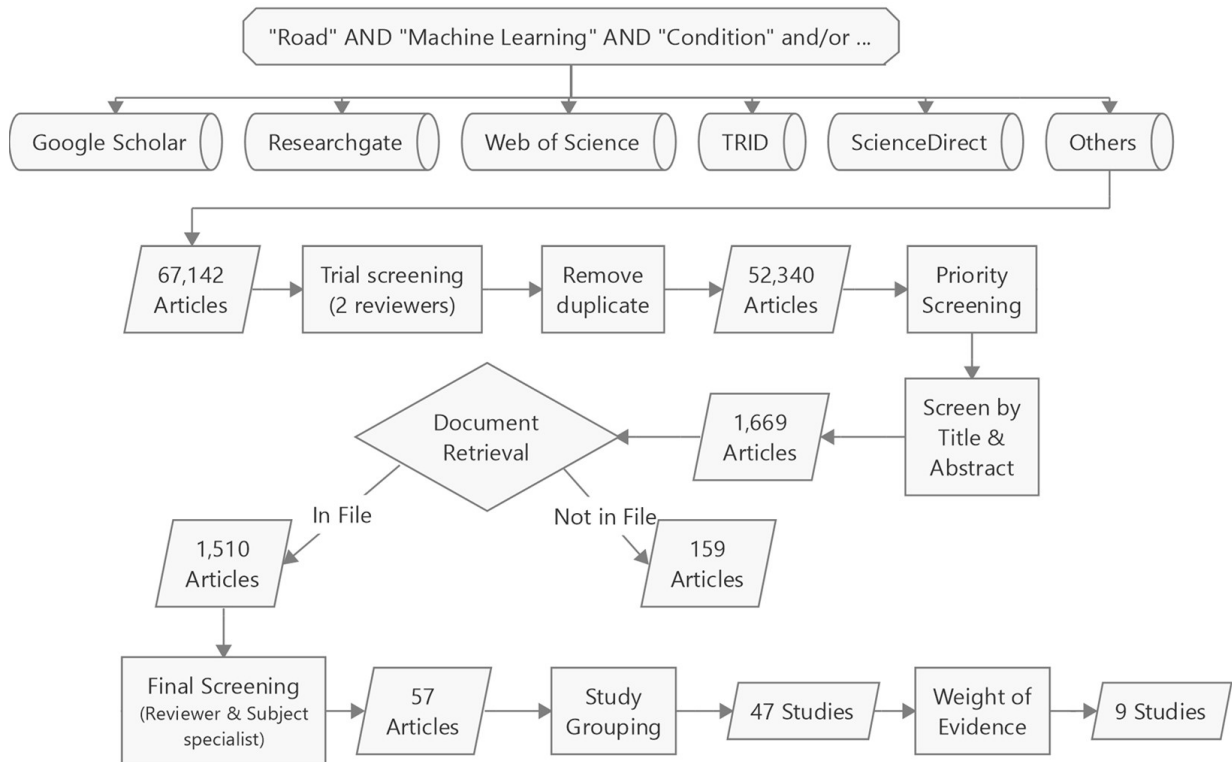 "Road" AND "Machine Learning" AND "Condition" and/or ...
Google Scholar
Researchgate
Web of Science
TRID
ScienceDirect
Others
67,142
Articles
Trial screening
(2 reviewers)
Remove
duplicate
52,340
Articles
Priority
Screening
Screen by
Title &
Abstract
1,669
Articles
Document
Retrieval
In File
Not in File
1,510
Articles
159
Articles
Final Screening
(Reviewer & Subject
specialist)
57
Articles
Study
Grouping
47 Studies
Weight of
Evidence
9 Studies